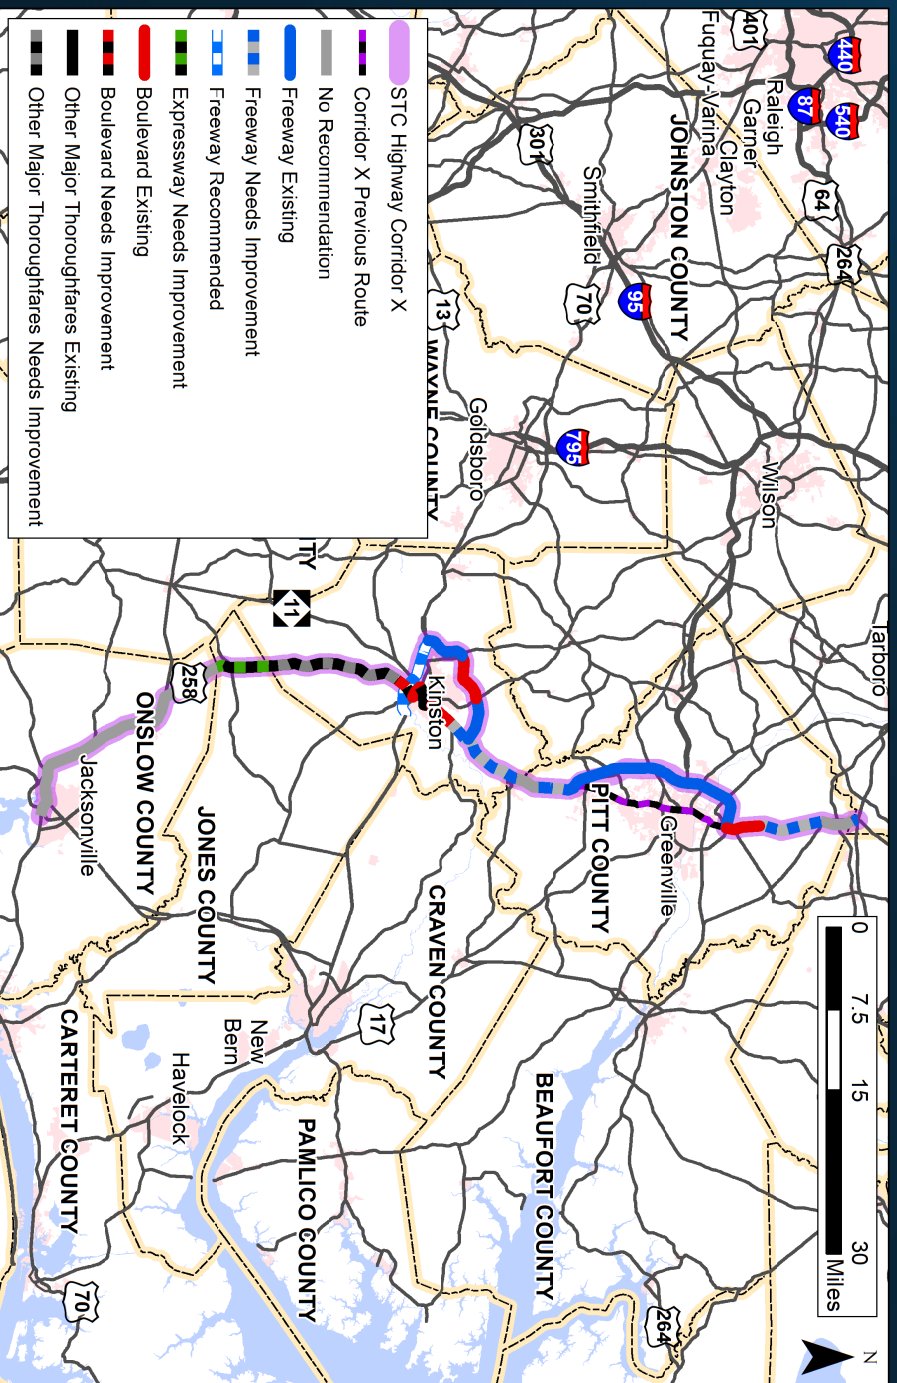 440
540
87
401
Raleigh
Garner
Clayton
Fuquay-Varina
64
264
JOHNSTON COUNTY
301
Smithfield
95
70
13
WAYNE COUNTY
Goldsboro
795
Wilson
Tarboro
TY
11
Kinston
258
ONSLOW COUNTY
Jacksonville
JONES COUNTY
PITT COUNTY
Greenville
CRAVEN COUNTY
17
New
Bern
Havelock
CARTERET COUNTY
PAMLICO COUNTY
BEAUFORT COUNTY
70
264
0 7.5 15 30
Miles
N
STC Highway Corridor X
Corridor X Previous Route
No Recommendation
Freeway Existing
Freeway Needs Improvement
Freeway Recommended
Expressway Needs Improvement
Boulevard Existing
Boulevard Needs Improvement
Other Major Thoroughfares Existing
Other Major Thoroughfares Needs Improvement